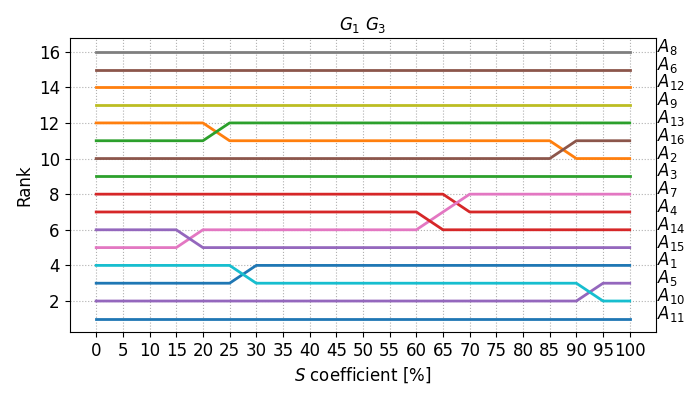 G₁ G₃
16
14
12
10
8
6
4
2
Rank
A₈
A₆
A₁₂
A₉
A₁₃
A₁₆
A₂
A₃
A₇
A₄
A₁₄
A₁₅
A₁
A₅
A₁₀
A₁₁
0 5 10 15 20 25 30 35 40 45 50 55 60 65 70 75 80 85 90 95 100
S coefficient [%]